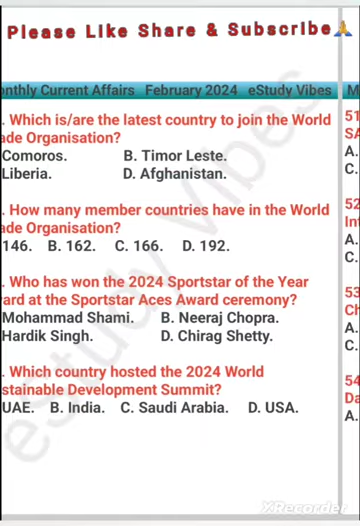 Please Like Share & Subscribe🙏
nthly Current Affairs February 2024 eStudy Vibes M
. Which is/are the latest country to join the World
ade Organisation?
Comoros. B. Timor Leste.
Liberia. D. Afghanistan.
. How many member countries have in the World
ade Organisation?
146. B. 162. C. 166. D. 192.
. Who has won the 2024 Sportstar of the Year
ard at the Sportstar Aces Award ceremony?
Mohammad Shami. B. Neeraj Chopra.
Hardik Singh. D. Chirag Shetty.
. Which country hosted the 2024 World
stainable Development Summit?
UAE. B. India. C. Saudi Arabia. D. USA.
51
SA
A.
C.
52
Int
A.
C.
53
Ch
A.
C.
54
Da
A.
eStudy Vibes
XRecorder